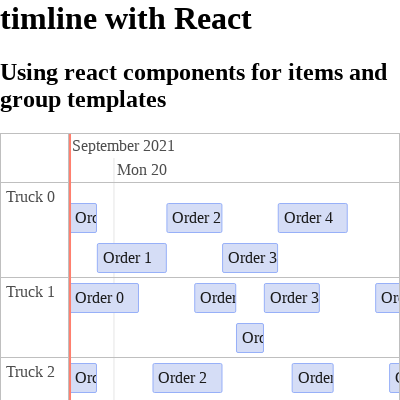 timline with React
Using react components for items and
group templates
September 2021
Mon 20
Truck 0
Ord
Order 2
Order 4
Order 1
Order 3
Truck 1
Order 0
Order
Order 3
Or
Ord
Truck 2
Ord
Order 2
Order